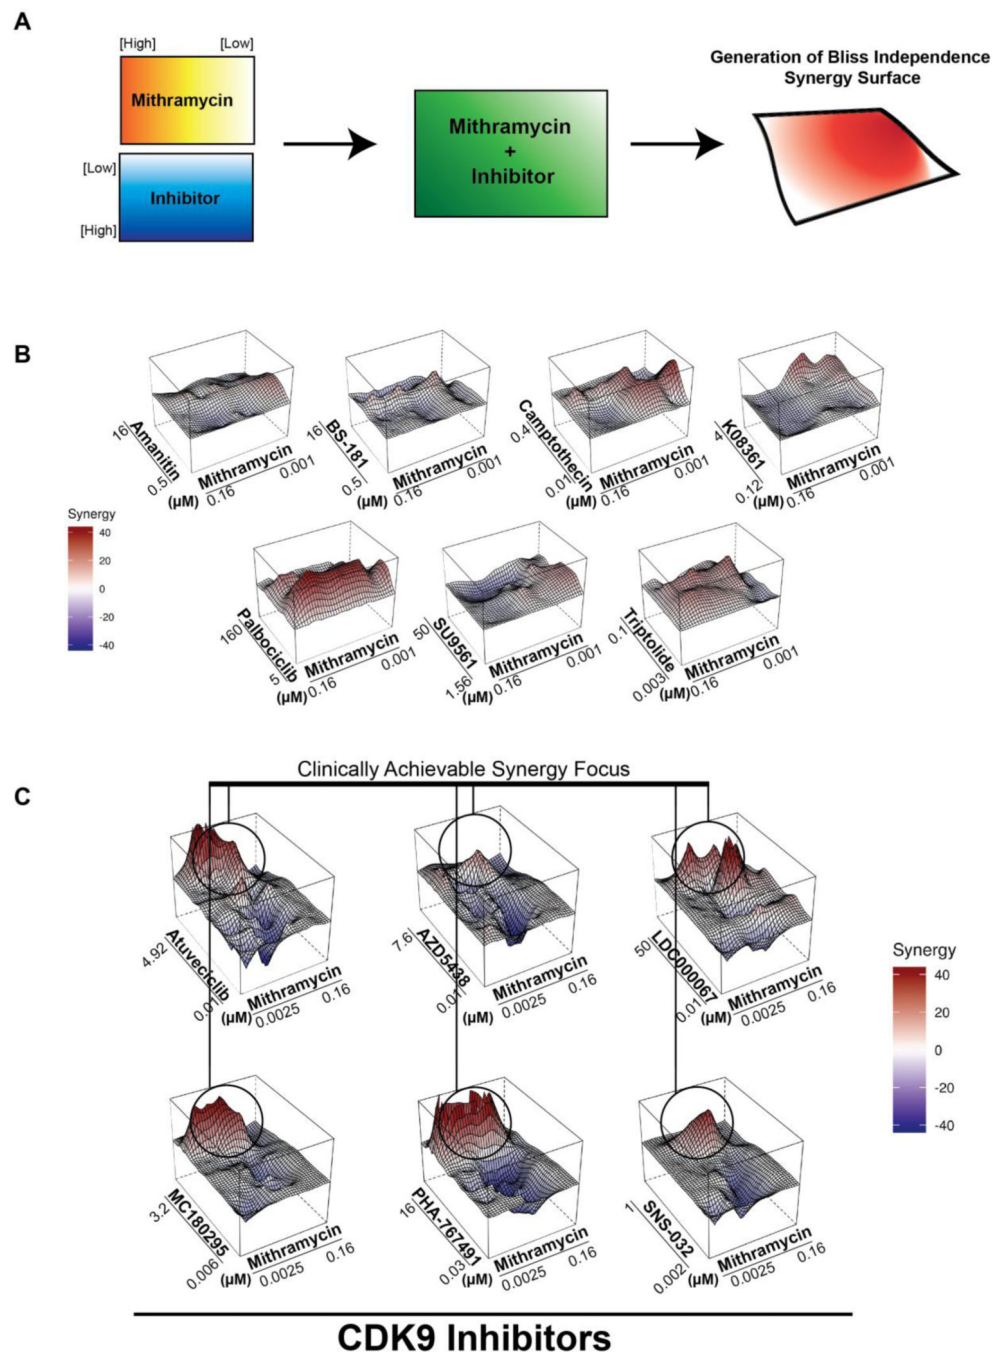 A
[High] [Low]
Mithramycin
[Low]
Inhibitor
[High]
Mithramycin
+
Inhibitor
Generation of Bliss Independence
Synergy Surface
B
16
Amanitin
0.5
(µM)
Mithramycin
0.16
0.001
16
BS-181
0.5
(µM)
Mithramycin
0.16
0.001
0.4
Camptothecin
0.01
(µM)
Mithramycin
0.16
0.001
4
K08361
0.12
(µM)
Mithramycin
0.16
0.001
Synergy
40
20
0
-20
-40
160
Palbociclib
5
(µM)
Mithramycin
0.16
0.001
50
SU9561
1.56
(µM)
Mithramycin
0.16
0.001
0.1
Triptolide
0.003
(µM)
Mithramycin
0.16
0.001
Clinically Achievable Synergy Focus
C
4.92
Atuveciclib
0.01
(µM)
Mithramycin
0.0025
0.16
7.6
AZD5438
0.01
(µM)
Mithramycin
0.0025
0.16
50
LDC000067
0.01
(µM)
Mithramycin
0.0025
0.16
Synergy
40
20
0
-20
-40
3.2
MC180295
0.006
(µM)
Mithramycin
0.0025
0.16
16
PHA-767491
0.03
(µM)
Mithramycin
0.0025
0.16
1
SNS-032
0.002
(µM)
Mithramycin
0.0025
0.16
CDK9 Inhibitors